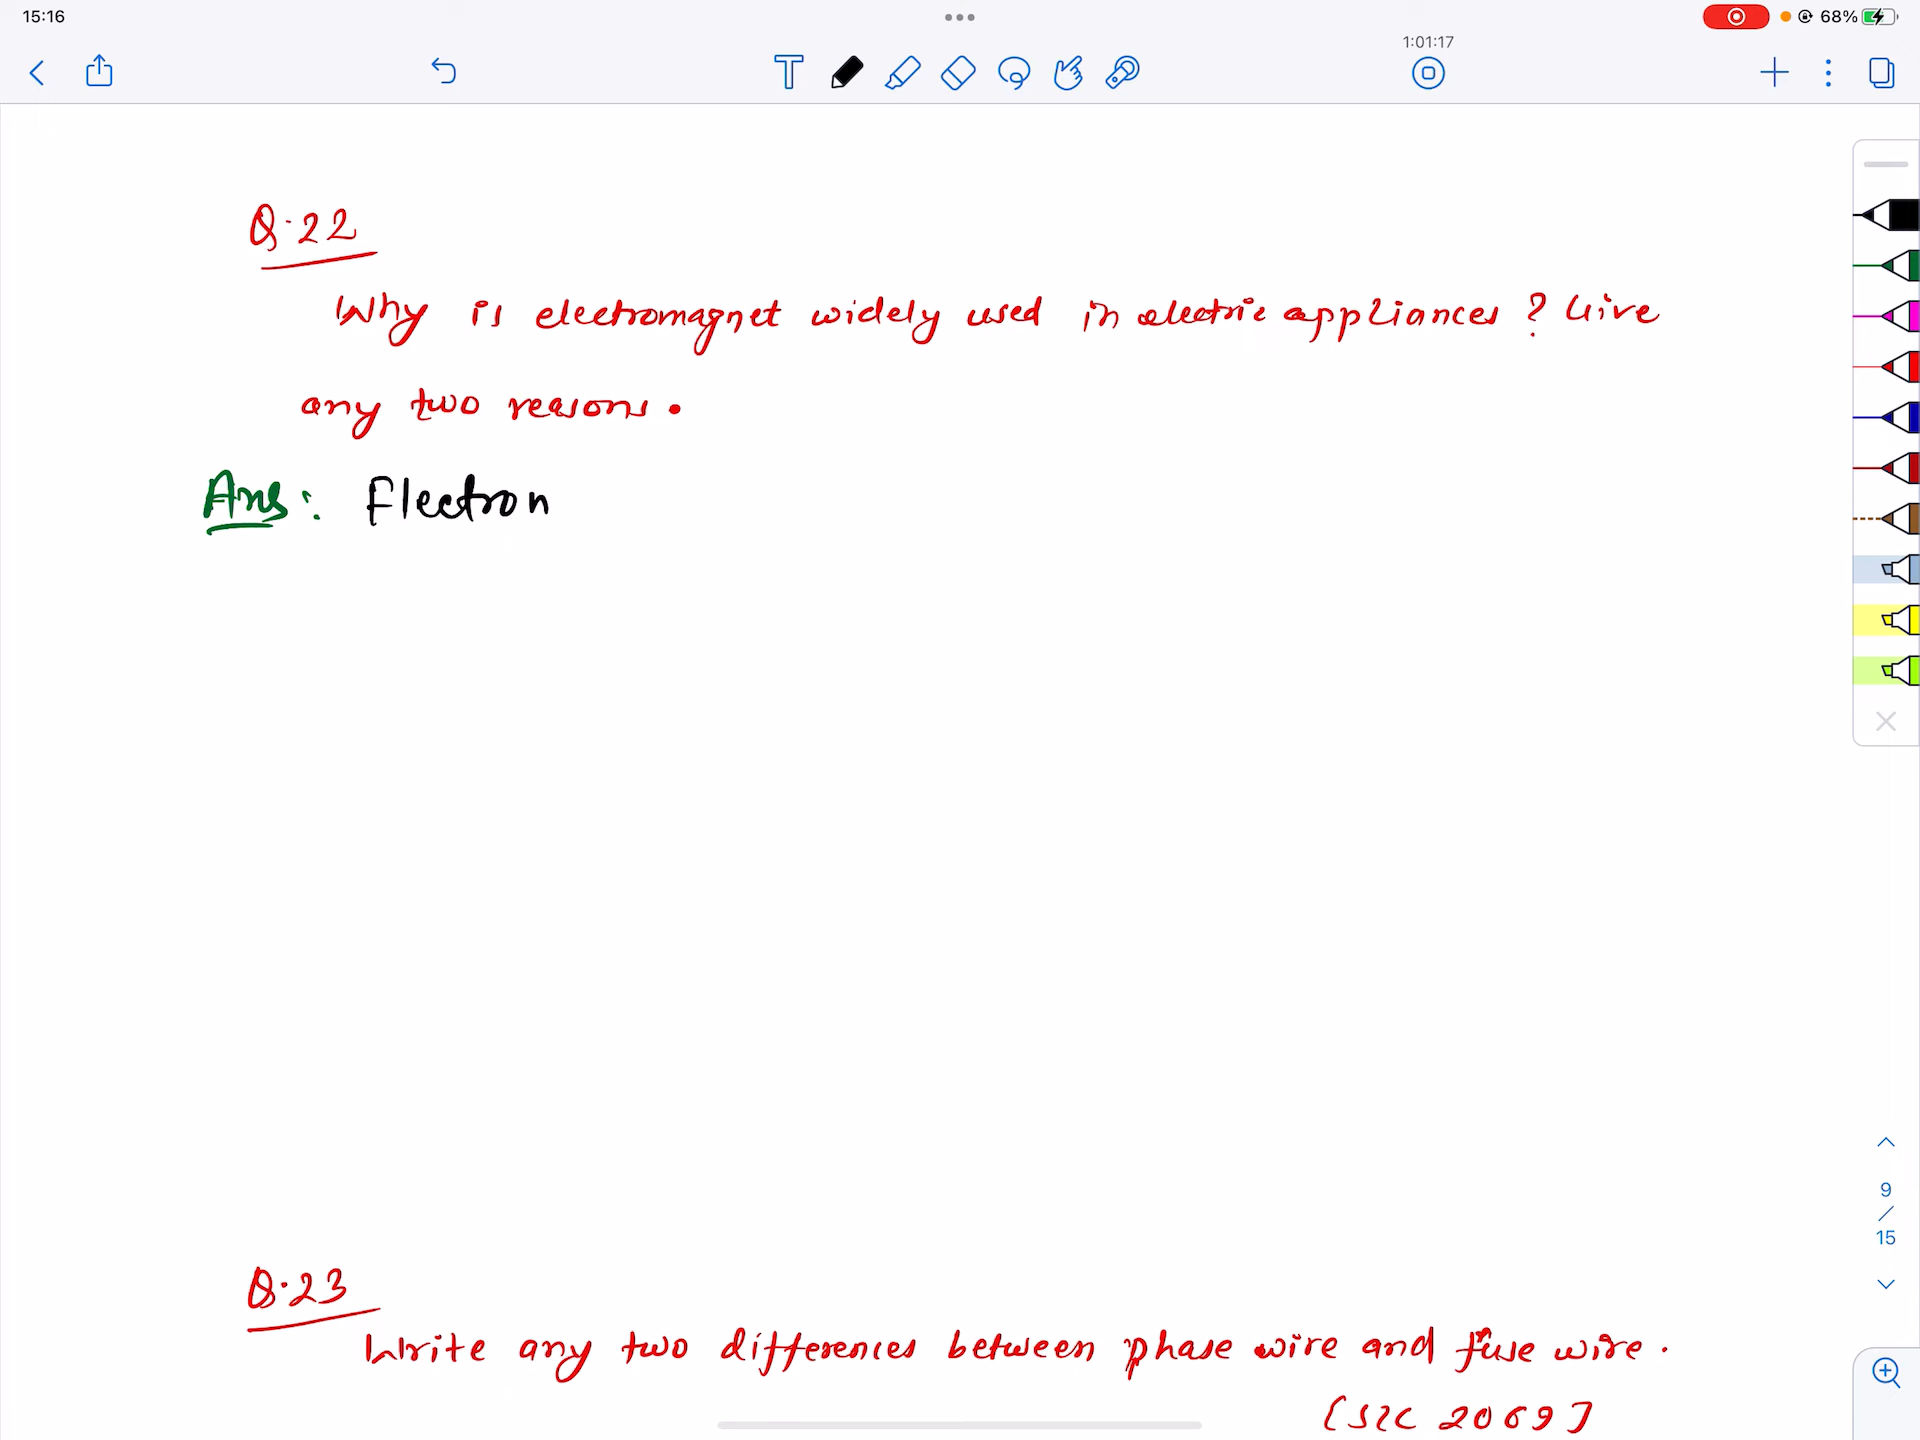 15:16
68%
1:01:17
Q.22
Why is electromagnet widely used in electric appliances? Give
any two reasons.
Ans: Electron
9
/
15
Q.23
Write any two differences between phase wire and fuse wire.
[SLC 2069]